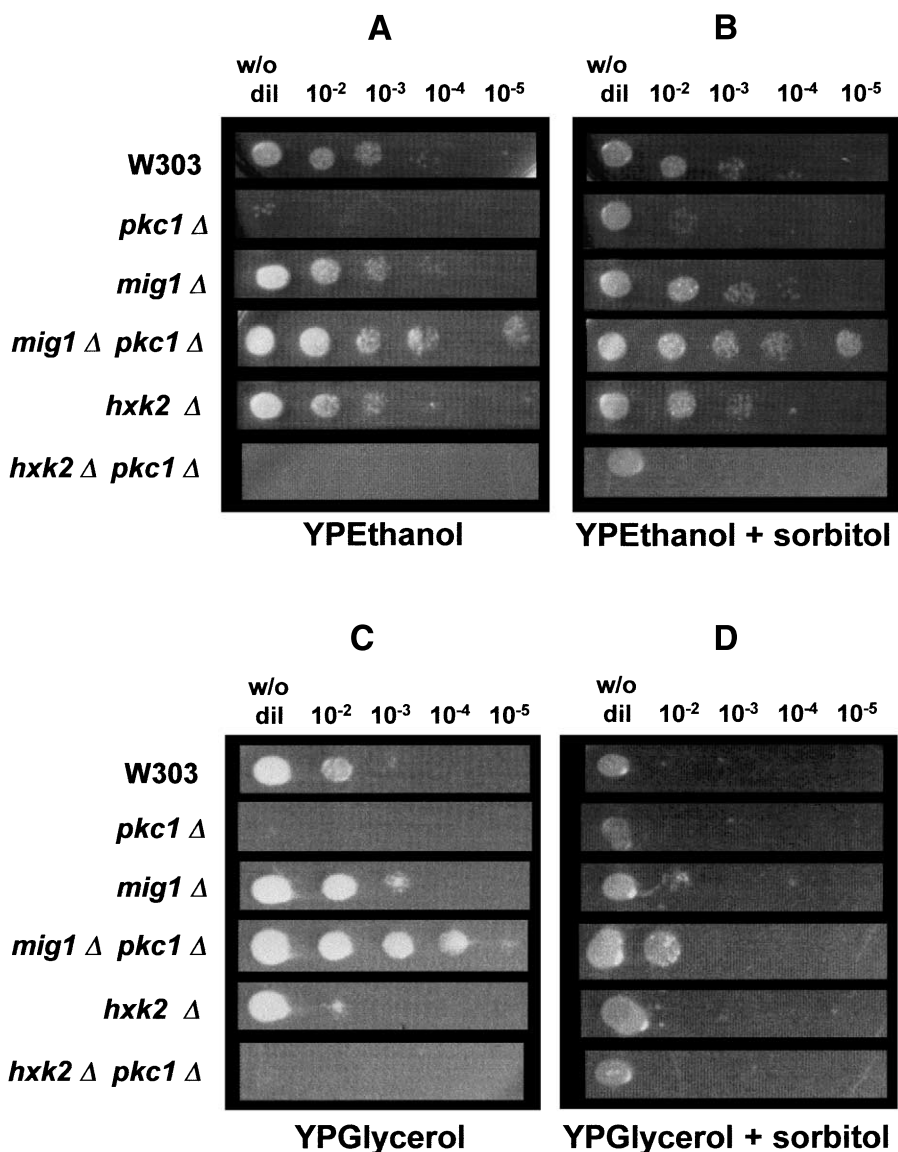 A B
w/o w/o
dil 10-2 10-3 10-4 10-5 dil 10-2 10-3 10-4 10-5
W303
pkc1 Δ
mig1 Δ
mig1 Δ pkc1 Δ
hxk2 Δ
hxk2 Δ pkc1 Δ
YPEthanol YPEthanol + sorbitol
C D
w/o w/o
dil 10-2 10-3 10-4 10-5 dil 10-2 10-3 10-4 10-5
W303
pkc1 Δ
mig1 Δ
mig1 Δ pkc1 Δ
hxk2 Δ
hxk2 Δ pkc1 Δ
YPGlycerol YPGlycerol + sorbitol